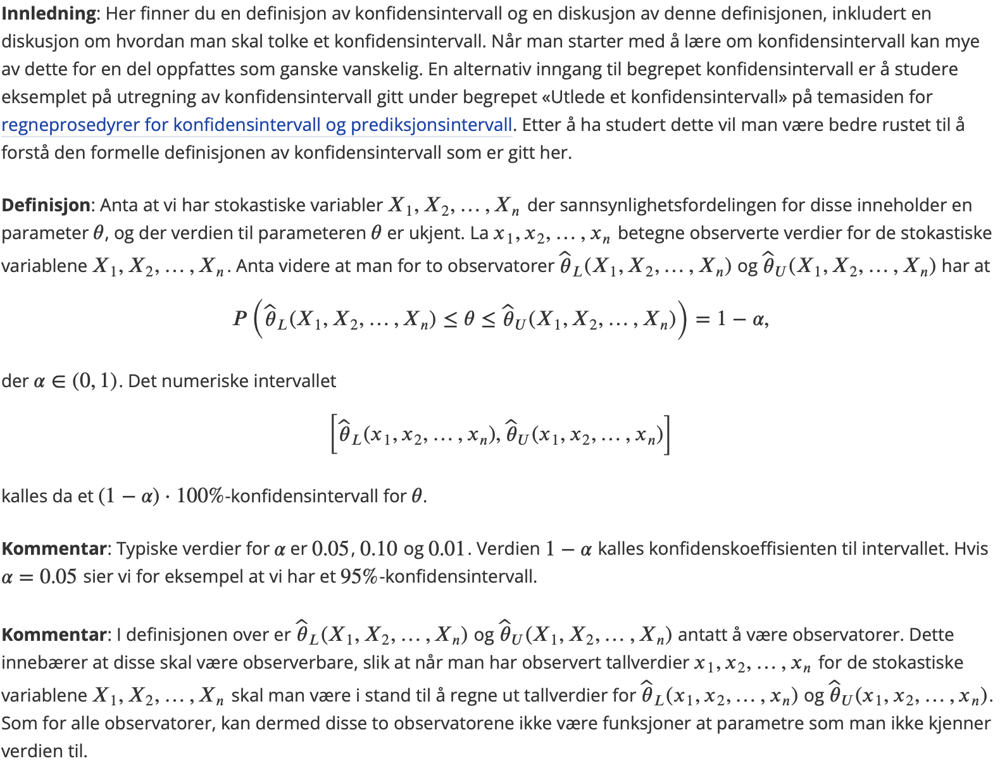 Innledning: Her finner du en definisjon av konfidensintervall og en diskusjon av denne definisjonen, inkludert en
diskusjon om hvordan man skal tolke et konfidensintervall. Når man starter med å lære om konfidensintervall kan mye
av dette for en del oppfattes som ganske vanskelig. En alternativ inngang til begrepet konfidensintervall er å studere
eksemplet på utregning av konfidensintervall gitt under begrepet «Utlede et konfidensintervall» på temasiden for
regneprosedyrer for konfidensintervall og prediksjonsintervall. Etter å ha studert dette vil man være bedre rustet til å
forstå den formelle definisjonen av konfidensintervall som er gitt her.
Definisjon: Anta at vi har stokastiske variabler $X_1, X_2, \ldots, X_n$ der sannsynlighetsfordelingen for disse inneholder en
parameter $\theta$, og der verdien til parameteren $\theta$ er ukjent. La $x_1, x_2, \ldots, x_n$ betegne observerte verdier for de stokastiske
variablene $X_1, X_2, \ldots, X_n$. Anta videre at man for to observatorer $\widehat{\theta}_L(X_1, X_2, \ldots, X_n)$ og $\widehat{\theta}_U(X_1, X_2, \ldots, X_n)$ har at
$P\left(\widehat{\theta}_L(X_1, X_2, \ldots, X_n) \leq \theta \leq \widehat{\theta}_U(X_1, X_2, \ldots, X_n)\right) = 1 - \alpha,$
der $\alpha \in (0, 1)$. Det numeriske intervallet
$\left[\widehat{\theta}_L(x_1, x_2, \ldots, x_n), \widehat{\theta}_U(x_1, x_2, \ldots, x_n)\right]$
kalles da et $(1 - \alpha) \cdot 100\%$-konfidensintervall for $\theta$.
Kommentar: Typiske verdier for $\alpha$ er $0.05$, $0.10$ og $0.01$. Verdien $1 - \alpha$ kalles konfidenskoeffisienten til intervallet. Hvis
$\alpha = 0.05$ sier vi for eksempel at vi har et $95\%$-konfidensintervall.
Kommentar: I definisjonen over er $\widehat{\theta}_L(X_1, X_2, \ldots, X_n)$ og $\widehat{\theta}_U(X_1, X_2, \ldots, X_n)$ antatt å være observatorer. Dette
innebærer at disse skal være observerbare, slik at når man har observert tallverdier $x_1, x_2, \ldots, x_n$ for de stokastiske
variablene $X_1, X_2, \ldots, X_n$ skal man være i stand til å regne ut tallverdier for $\widehat{\theta}_L(x_1, x_2, \ldots, x_n)$ og $\widehat{\theta}_U(x_1, x_2, \ldots, x_n)$.
Som for alle observatorer, kan dermed disse to observatorene ikke være funksjoner at parametre som man ikke kjenner
verdien til.